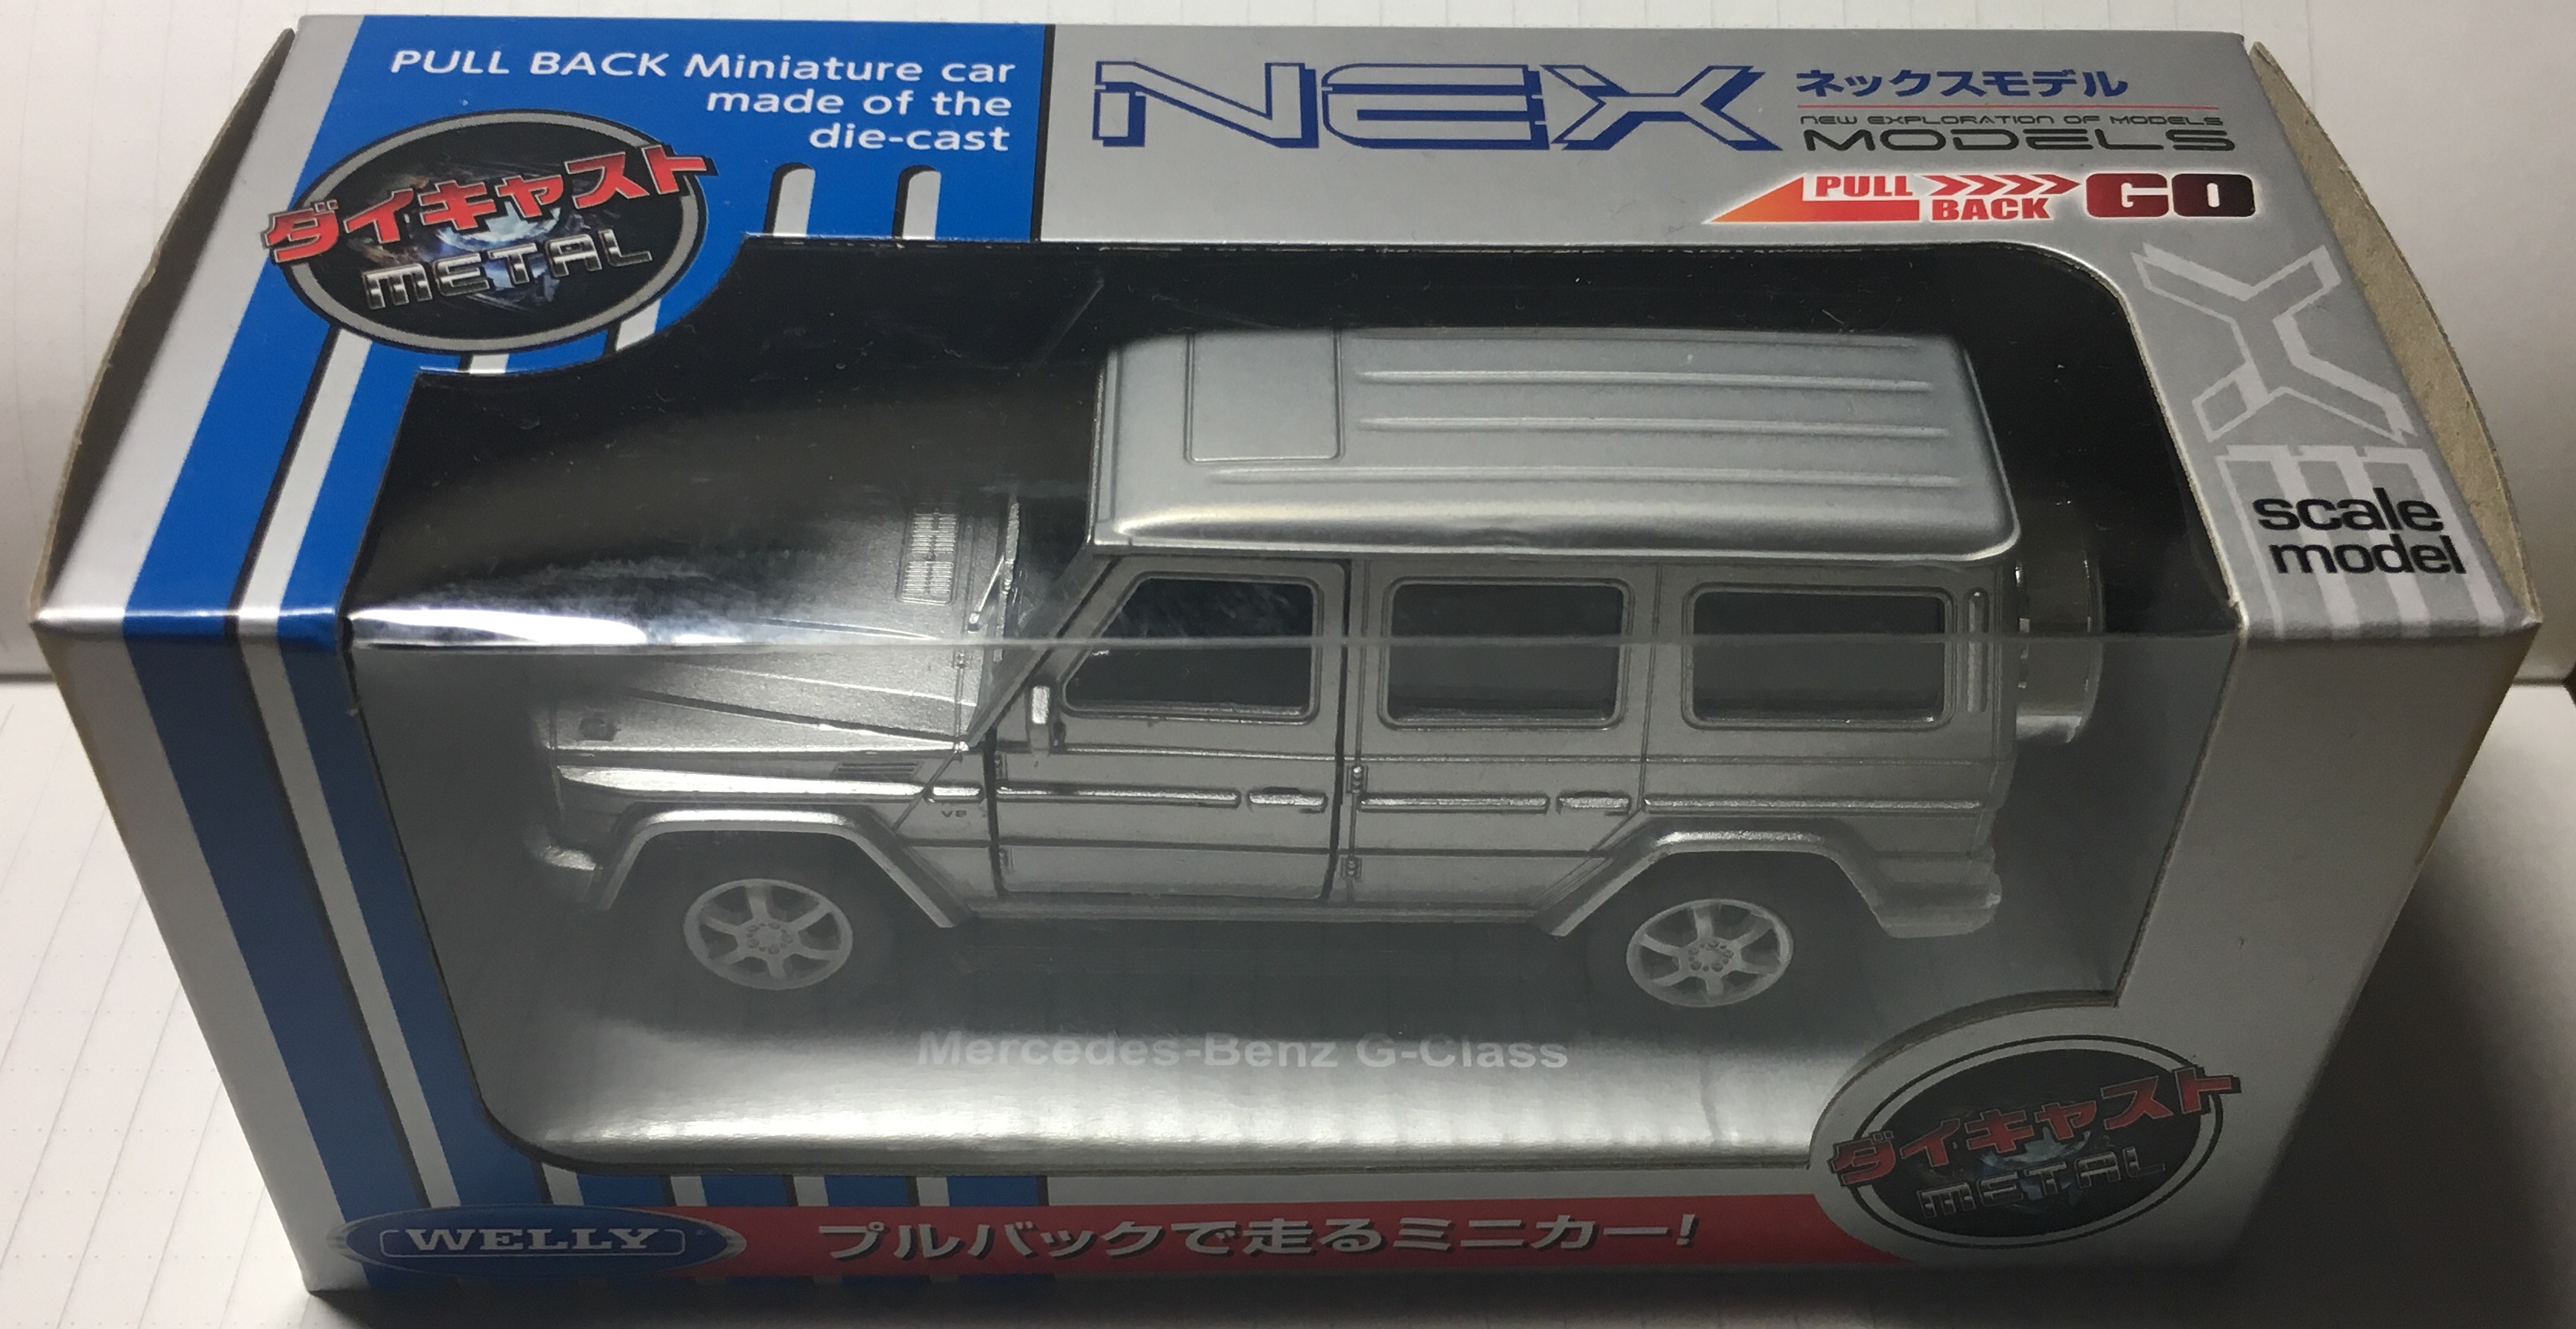 PULL BACK Miniature car
made of the
die-cast
ダイキャスト
METAL
NEX
ネックスモデル
NEW EXPLORATION OF MODELS
MODELS
PULL
BACK
GO
NEX
scale
model
V8
Mercedes-Benz G-Class
ダイキャスト
METAL
WELLY
プルバックで走るミニカー!